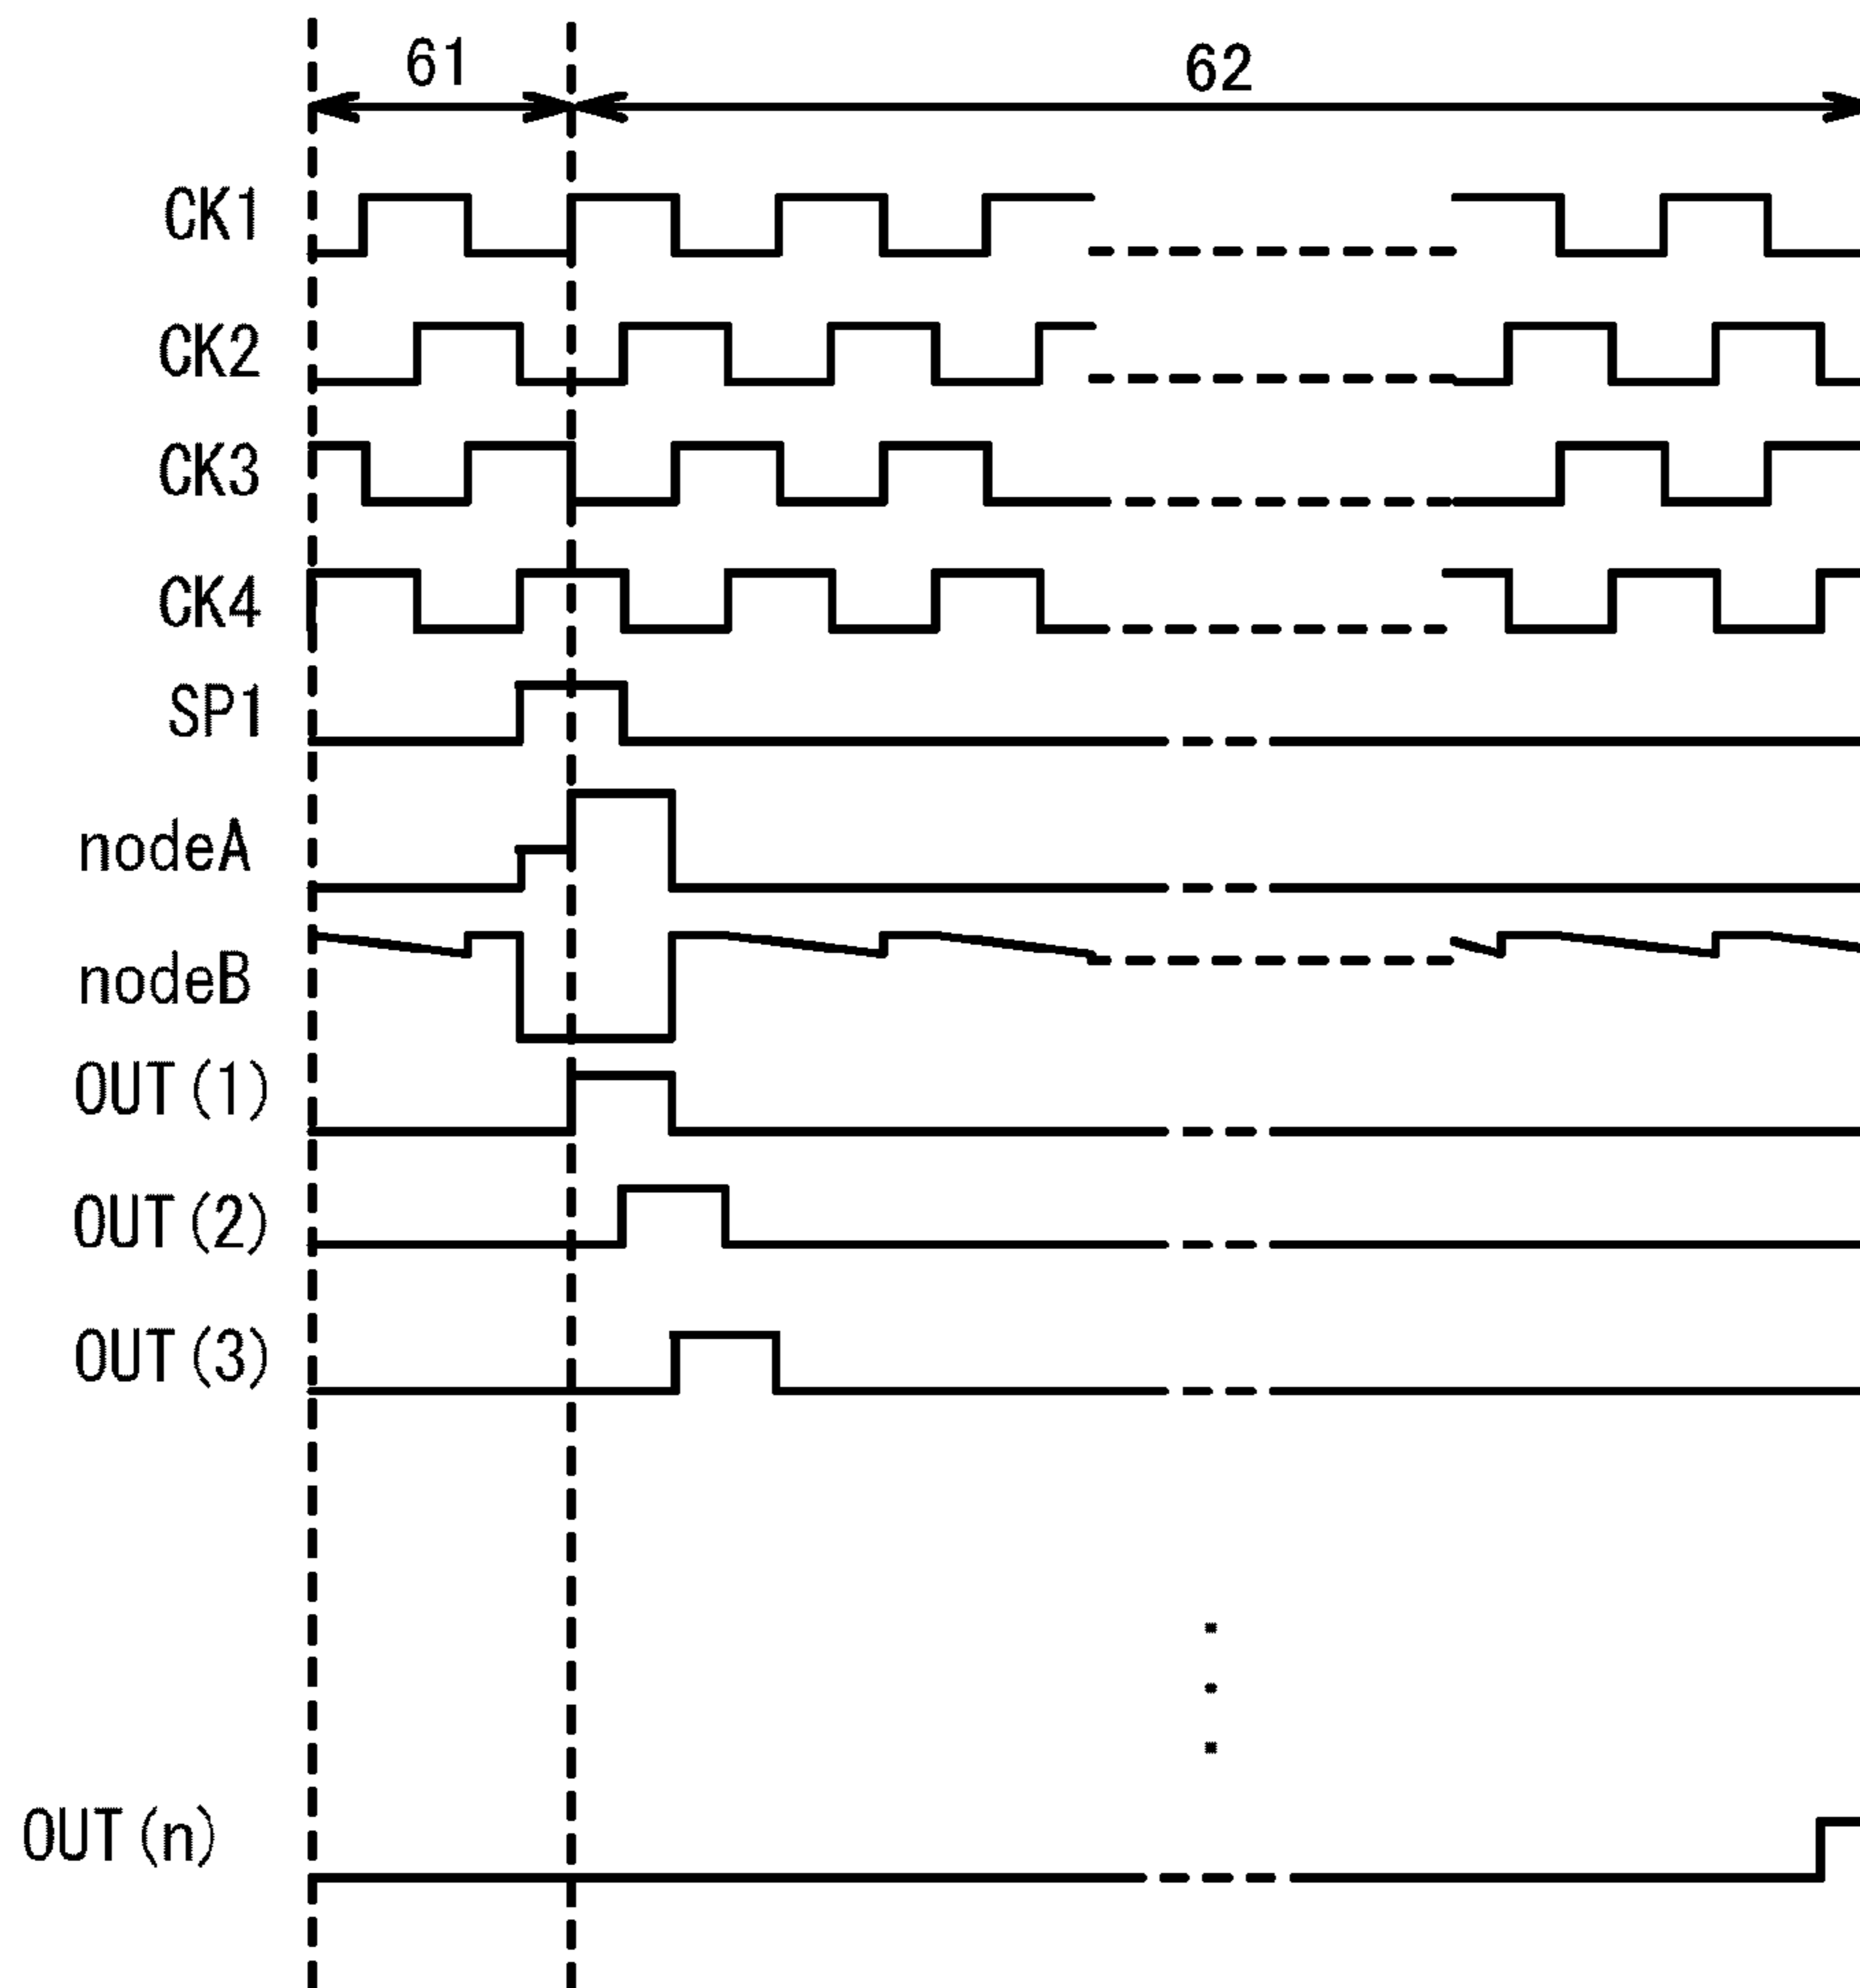 61 62
CK1
CK2
CK3
CK4
SP1
nodeA
nodeB
OUT(1)
OUT(2)
OUT(3)
OUT(n)